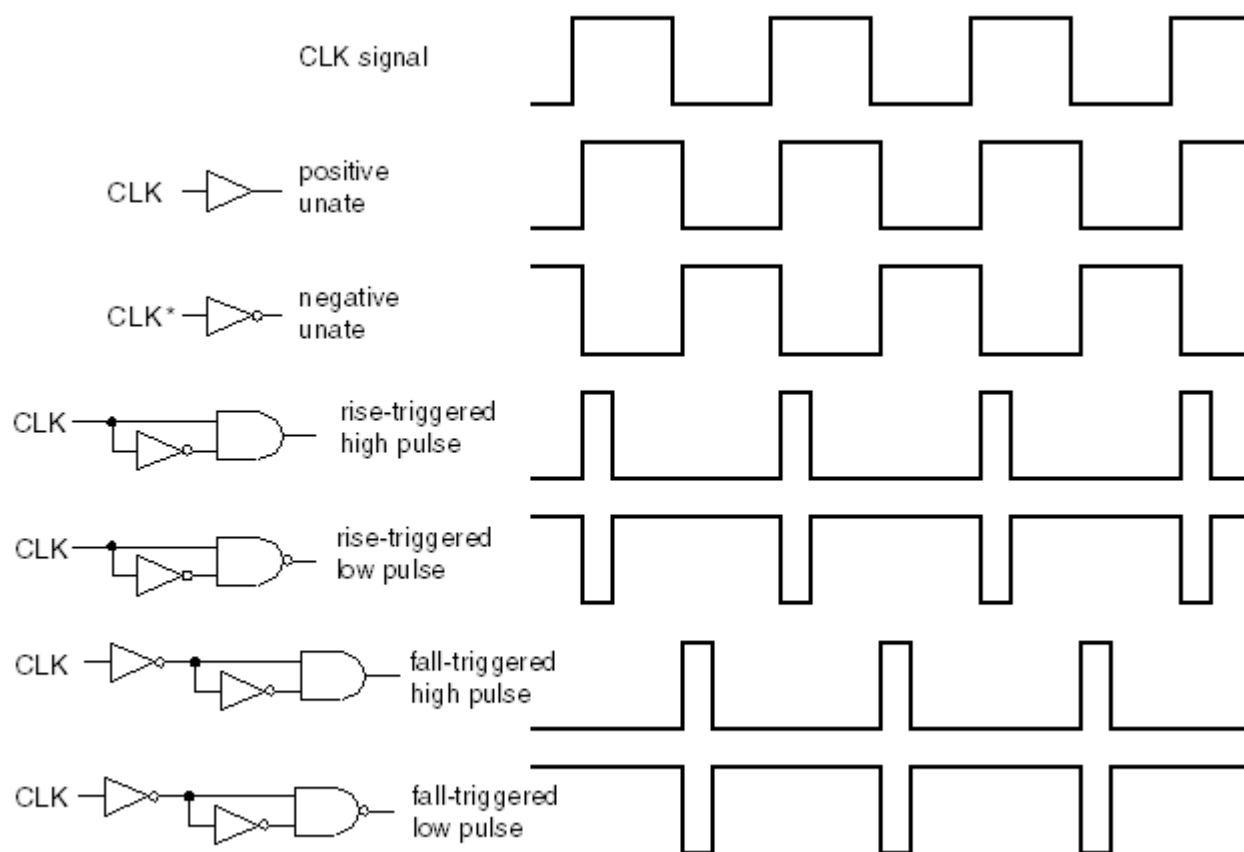 CLK signal
CLK
positive
unate
CLK*
negative
unate
CLK
rise-triggered
high pulse
CLK
rise-triggered
low pulse
CLK
fall-triggered
high pulse
CLK
fall-triggered
low pulse